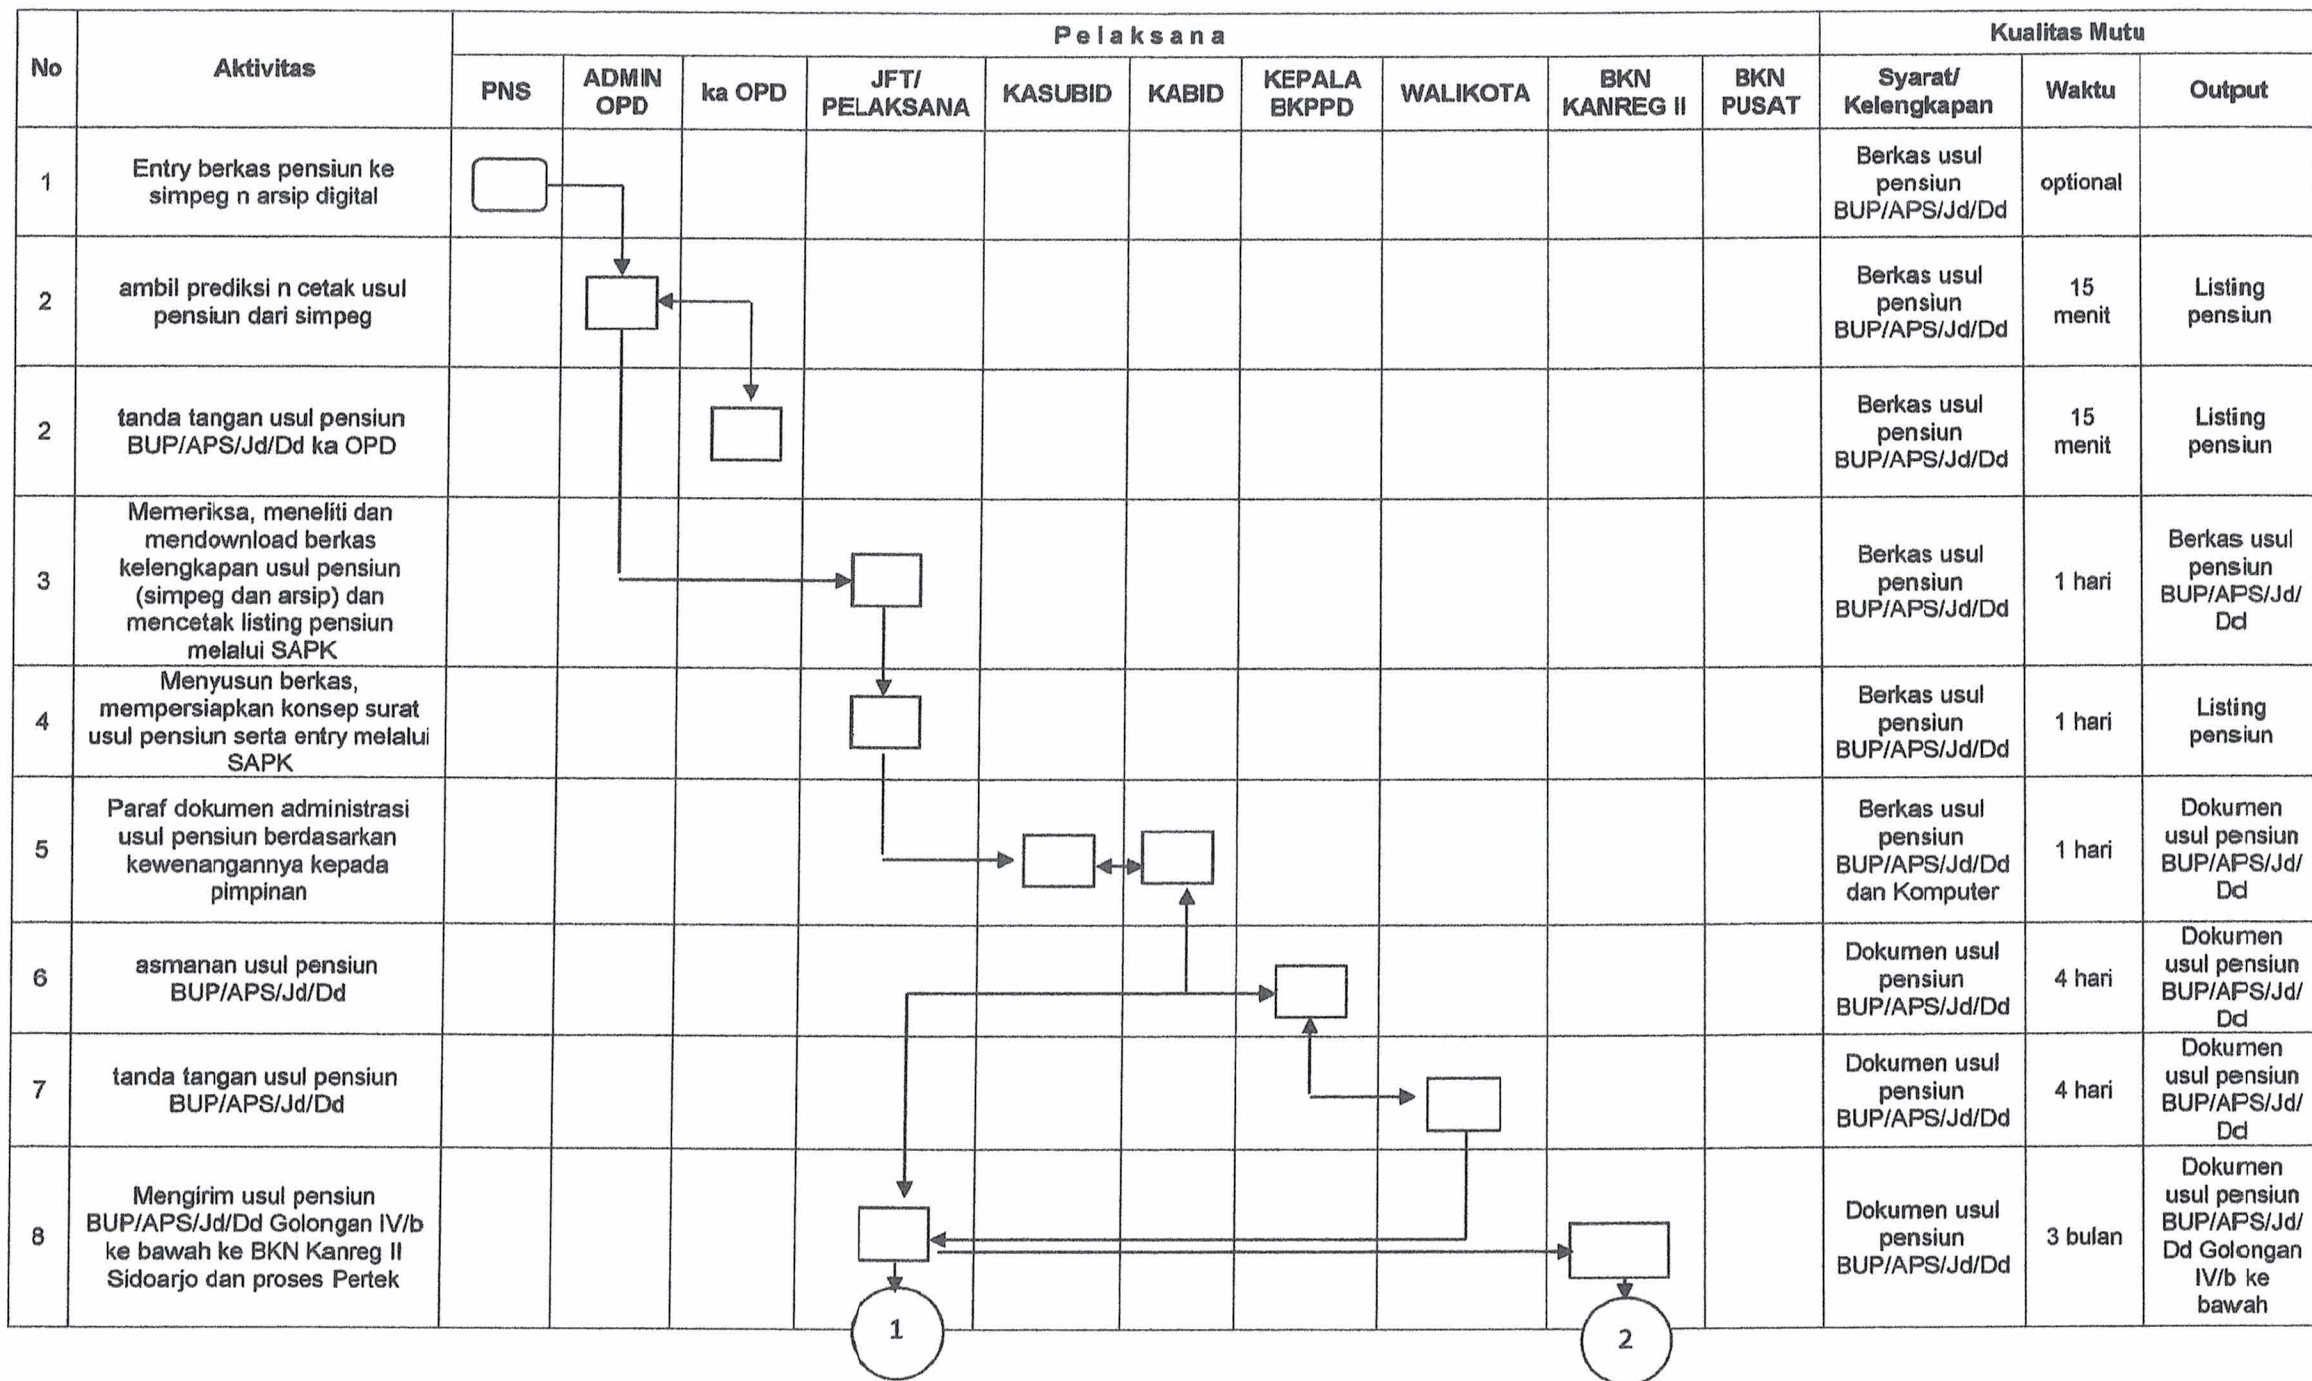 No
Aktivitas
Pelaksana
Kualitas Mutu
PNS
ADMIN
OPD
ka OPD
JFT/
PELAKSANA
KASUBID
KABID
KEPALA
BKPPD
WALIKOTA
BKN
KANREG II
BKN
PUSAT
Syarat/
Kelengkapan
Waktu
Output
1
Entry berkas pensiun ke
simpeg n arsip digital
Berkas usul
pensiun
BUP/APS/Jd/Dd
optional
2
ambil prediksi n cetak usul
pensiun dari simpeg
Berkas usul
pensiun
BUP/APS/Jd/Dd
15
menit
Listing
pensiun
2
tanda tangan usul pensiun
BUP/APS/Jd/Dd ka OPD
Berkas usul
pensiun
BUP/APS/Jd/Dd
15
menit
Listing
pensiun
3
Memeriksa, meneliti dan
mendownload berkas
kelengkapan usul pensiun
(simpeg dan arsip) dan
mencetak listing pensiun
melalui SAPK
Berkas usul
pensiun
BUP/APS/Jd/Dd
1 hari
Berkas usul
pensiun
BUP/APS/Jd/
Dd
4
Menyusun berkas,
mempersiapkan konsep surat
usul pensiun serta entry melalui
SAPK
Berkas usul
pensiun
BUP/APS/Jd/Dd
1 hari
Listing
pensiun
5
Paraf dokumen administrasi
usul pensiun berdasarkan
kewenangannya kepada
pimpinan
Berkas usul
pensiun
BUP/APS/Jd/Dd
dan Komputer
1 hari
Dokumen
usul pensiun
BUP/APS/Jd/
Dd
6
asmanan usul pensiun
BUP/APS/Jd/Dd
Dokumen usul
pensiun
BUP/APS/Jd/Dd
4 hari
Dokumen
usul pensiun
BUP/APS/Jd/
Dd
7
tanda tangan usul pensiun
BUP/APS/Jd/Dd
Dokumen usul
pensiun
BUP/APS/Jd/Dd
4 hari
Dokumen
usul pensiun
BUP/APS/Jd/
Dd
8
Mengirim usul pensiun
BUP/APS/Jd/Dd Golongan IV/b
ke bawah ke BKN Kanreg II
Sidoarjo dan proses Pertek
Dokumen usul
pensiun
BUP/APS/Jd/Dd
3 bulan
Dokumen
usul pensiun
BUP/APS/Jd/
Dd Golongan
IV/b ke
bawah
1
2